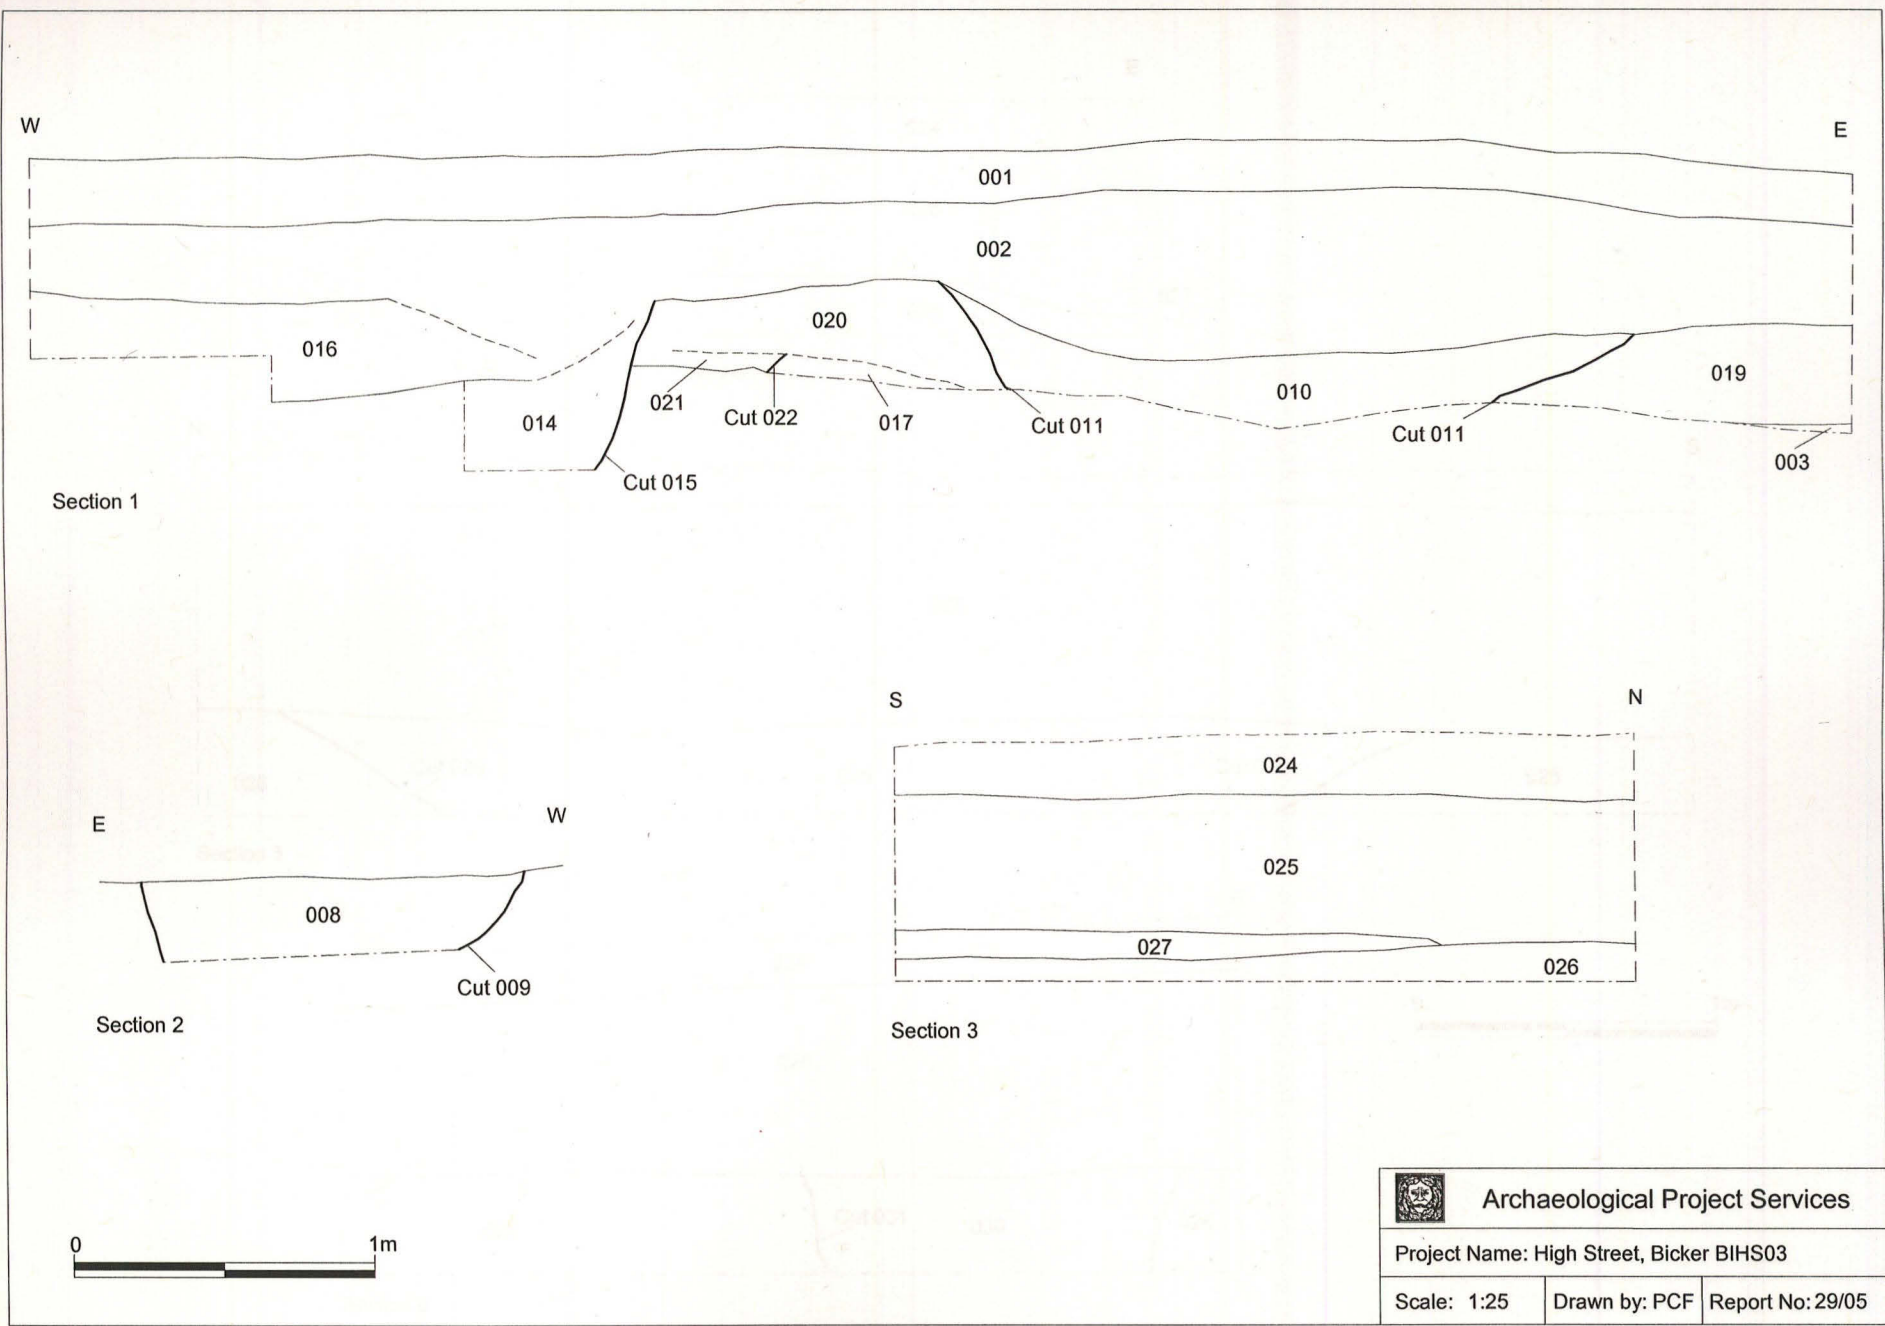 W
E
001
002
020
016
019
010
021
014
Cut 022
017
Cut 011
Cut 011
003
Cut 015
Section 1
S
N
024
025
027
026
Section 3
E
W
008
Cut 009
Section 2
0
1m
Archaeological Project Services
Project Name: High Street, Bicker BIHS03
Scale: 1:25
Drawn by: PCF
Report No: 29/05